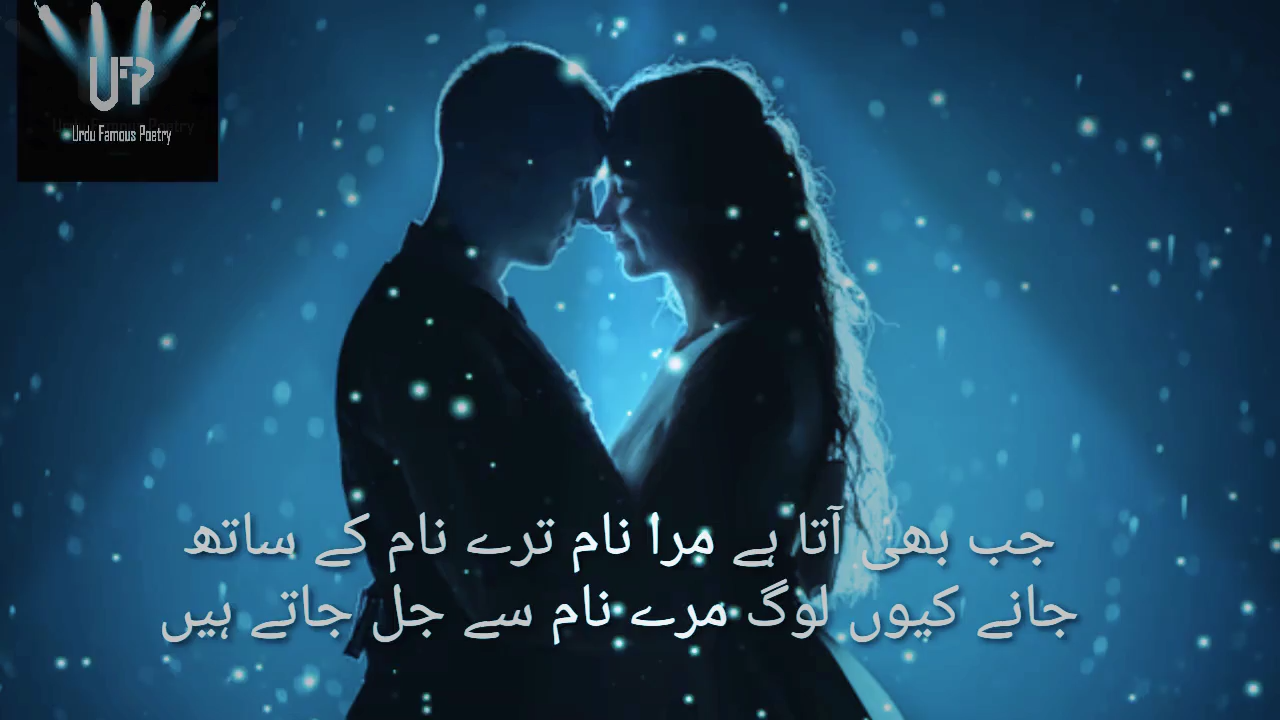 UFP
Urdu Famous Poetry
جب بھی آتا ہے مرا نام ترے نام کے ساتھ
جانے کیوں لوگ مرے نام سے جل جاتے ہیں